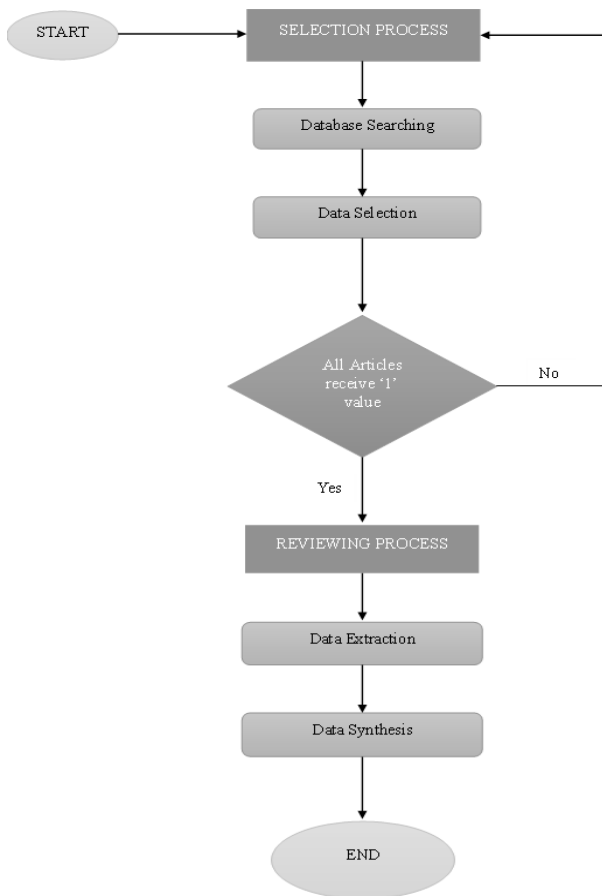 START
SELECTION PROCESS
Database Searching
Data Selection
All Articles
receive ‘1’
value
No
Yes
REVIEWING PROCESS
Data Extraction
Data Synthesis
END